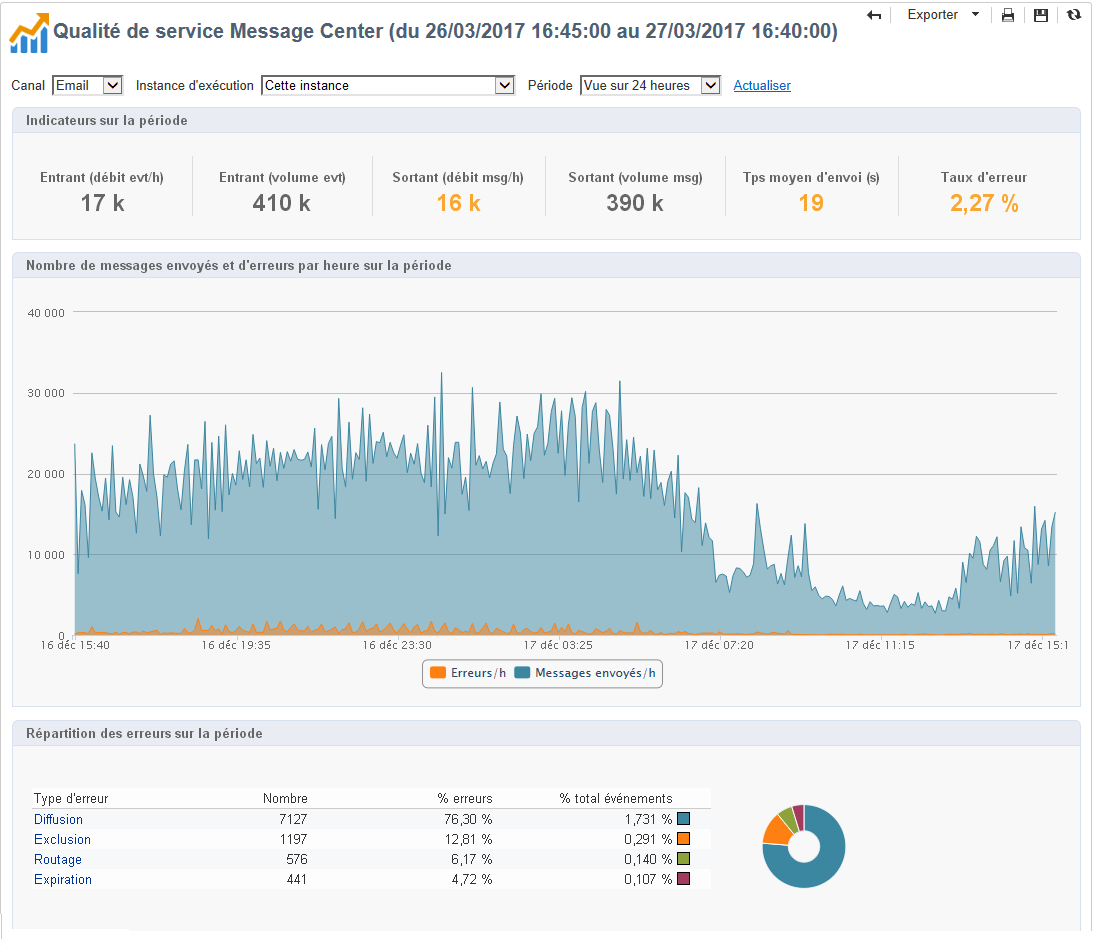 Exporter
Qualité de service Message Center (du 26/03/2017 16:45:00 au 27/03/2017 16:40:00)
Canal Email Instance d'exécution Cette instance Période Vue sur 24 heures Actualiser
Indicateurs sur la période
Entrant (débit evt/h) Entrant (volume evt) Sortant (débit msg/h) Sortant (volume msg) Tps moyen d'envoi (s) Taux d'erreur
17 k 410 k 16 k 390 k 19 2,27 %
Nombre de messages envoyés et d'erreurs par heure sur la période
40 000
30 000
20 000
10 000
0
16 déc 15:40 16 déc 19:35 16 déc 23:30 17 déc 03:25 17 déc 07:20 17 déc 11:15 17 déc 15:1
Erreurs/h Messages envoyés/h
Répartition des erreurs sur la période
Type d'erreur Nombre % erreurs % total événements
Diffusion 7127 76,30 % 1,731 %
Exclusion 1197 12,81 % 0,291 %
Routage 576 6,17 % 0,140 %
Expiration 441 4,72 % 0,107 %